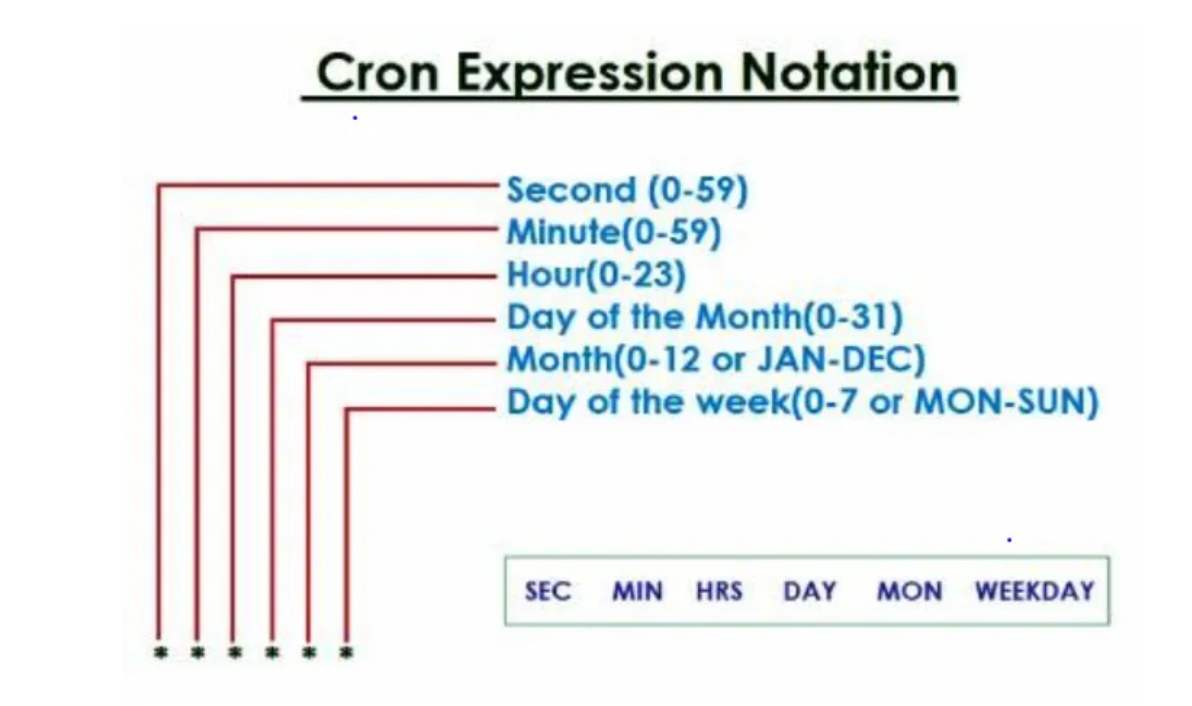 Cron Expression Notation
Second (0-59)
Minute(0-59)
Hour(0-23)
Day of the Month(0-31)
Month(0-12 or JAN-DEC)
Day of the week(0-7 or MON-SUN)
SEC MIN HRS DAY MON WEEKDAY
* * * * * *